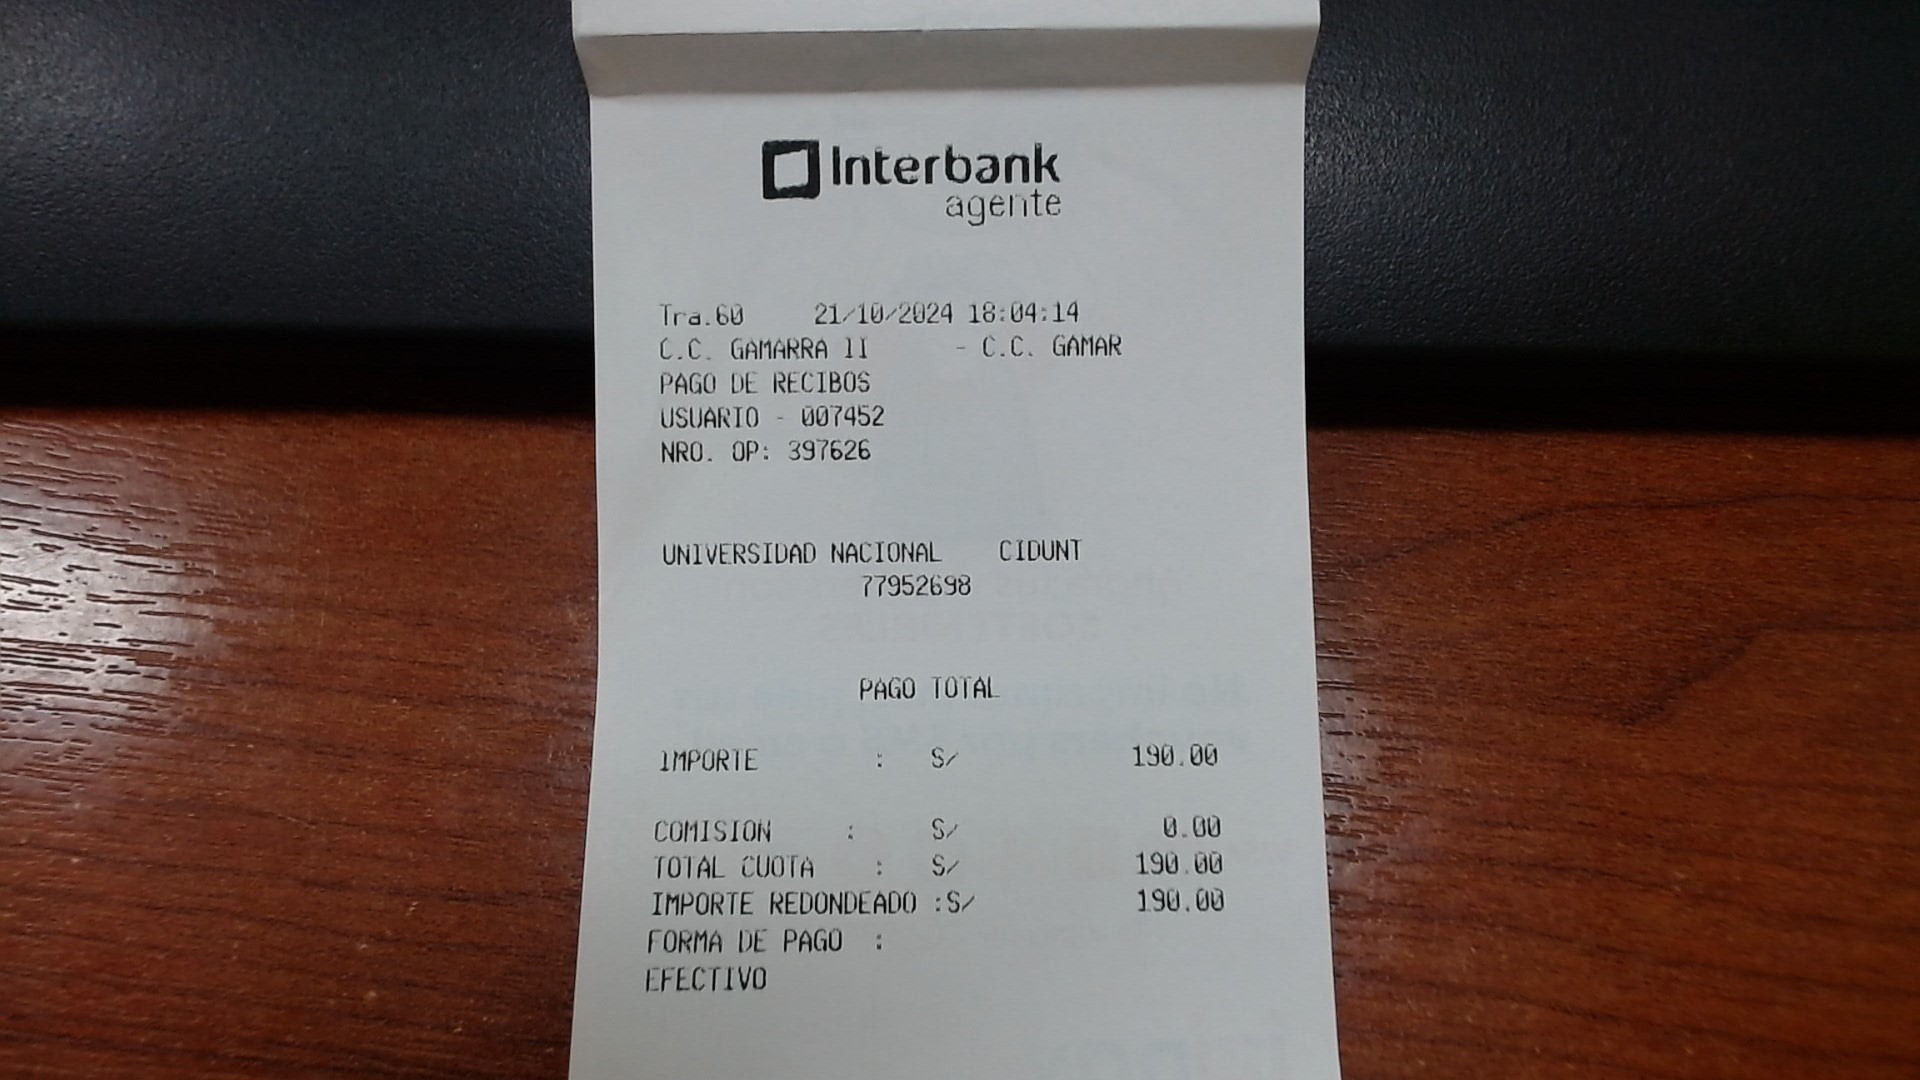 Interbank
agente
Tra.60 21/10/2024 18:04:14
C.C. GAMARRA II - C.C. GAMAR
PAGO DE RECIBOS
USUARIO - 007452
NRO. OP: 397626
UNIVERSIDAD NACIONAL CIDUNT
77952698
PAGO TOTAL
IMPORTE : S/ 190.00
COMISION : S/ 0.00
TOTAL CUOTA : S/ 190.00
IMPORTE REDONDEADO :S/ 190.00
FORMA DE PAGO :
EFECTIVO